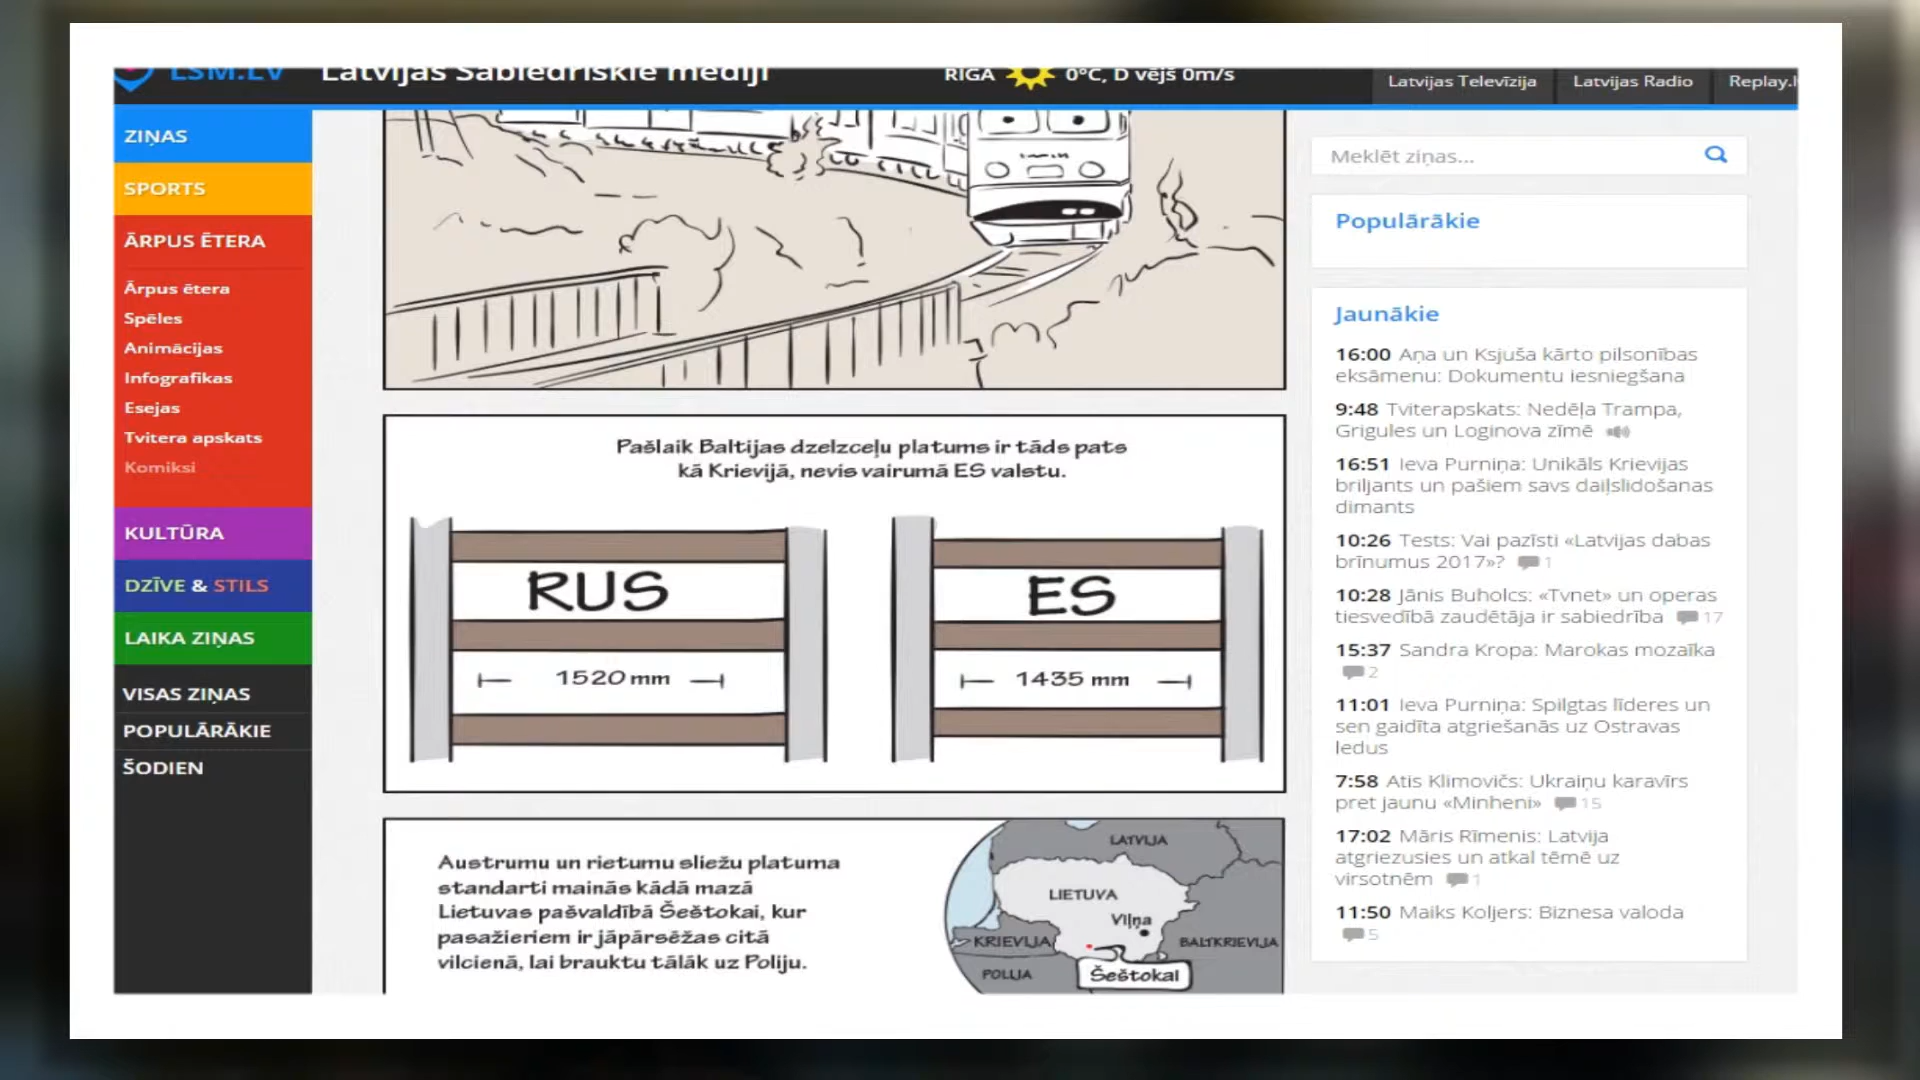 LSM.LV
Latvijas Sabiedriskie mediji
RĪGA
0°C, D vējš 0m/s
Latvijas Televīzija
Latvijas Radio
ZIŅAS
SPORTS
ĀRPUS ĒTERA
Ārpus ētera
Spēles
Animācijas
Infografikas
Esejas
Tvitera apskats
Komiksi
KULTŪRA
DZĪVE & STILS
LAIKA ZIŅAS
VISAS ZIŅAS
POPULĀRĀKIE
ŠODIEN
Pašlaik Baltijas dzelzceļu platums ir tāds pats
kā Krievijā, nevis vairumā ES valstu.
RUS
1520 mm
ES
1435 mm
Austrumu un rietumu sliežu platuma
standarti mainās kādā mazā
Lietuvas pašvaldībā Šeštokai, kur
pasažieriem ir jāpārsēžas citā
vilcienā, lai brauktu tālāk uz Poliju.
LATVIJA
LIETUVA
Viļņa
KRIEVIJA
BALTKRIEVIJA
POLIJA
Šeštokai
Meklēt ziņas...
Populārākie
Jaunākie
16:00 Aņa un Ksjuša kārto pilsonības
eksāmenu: Dokumentu iesniegšana
9:48 Tviterapskats: Nedēļa Trampa,
Grigules un Loginova zīmē
16:51 Ieva Purniņa: Unikāls Krievijas
briljants un pašiem savs daiļslidošanas
dimants
10:26 Tests: Vai pazīsti «Latvijas dabas
brīnumus 2017»? 1
10:28 Jānis Buholcs: «Tvnet» un operas
tiesvedībā zaudētāja ir sabiedrība 17
15:37 Sandra Kropa: Marokas mozaīka
2
11:01 Ieva Purniņa: Spilgtas līderes un
sen gaidīta atgriešanās uz Ostravas
ledus
7:58 Atis Klimovičs: Ukraiņu karavīrs
pret jaunu «Minheni» 15
17:02 Māris Rīmenis: Latvija
atgriezusies un atkal tēmē uz
virsotnēm 1
11:50 Maiks Koljers: Biznesa valoda
5